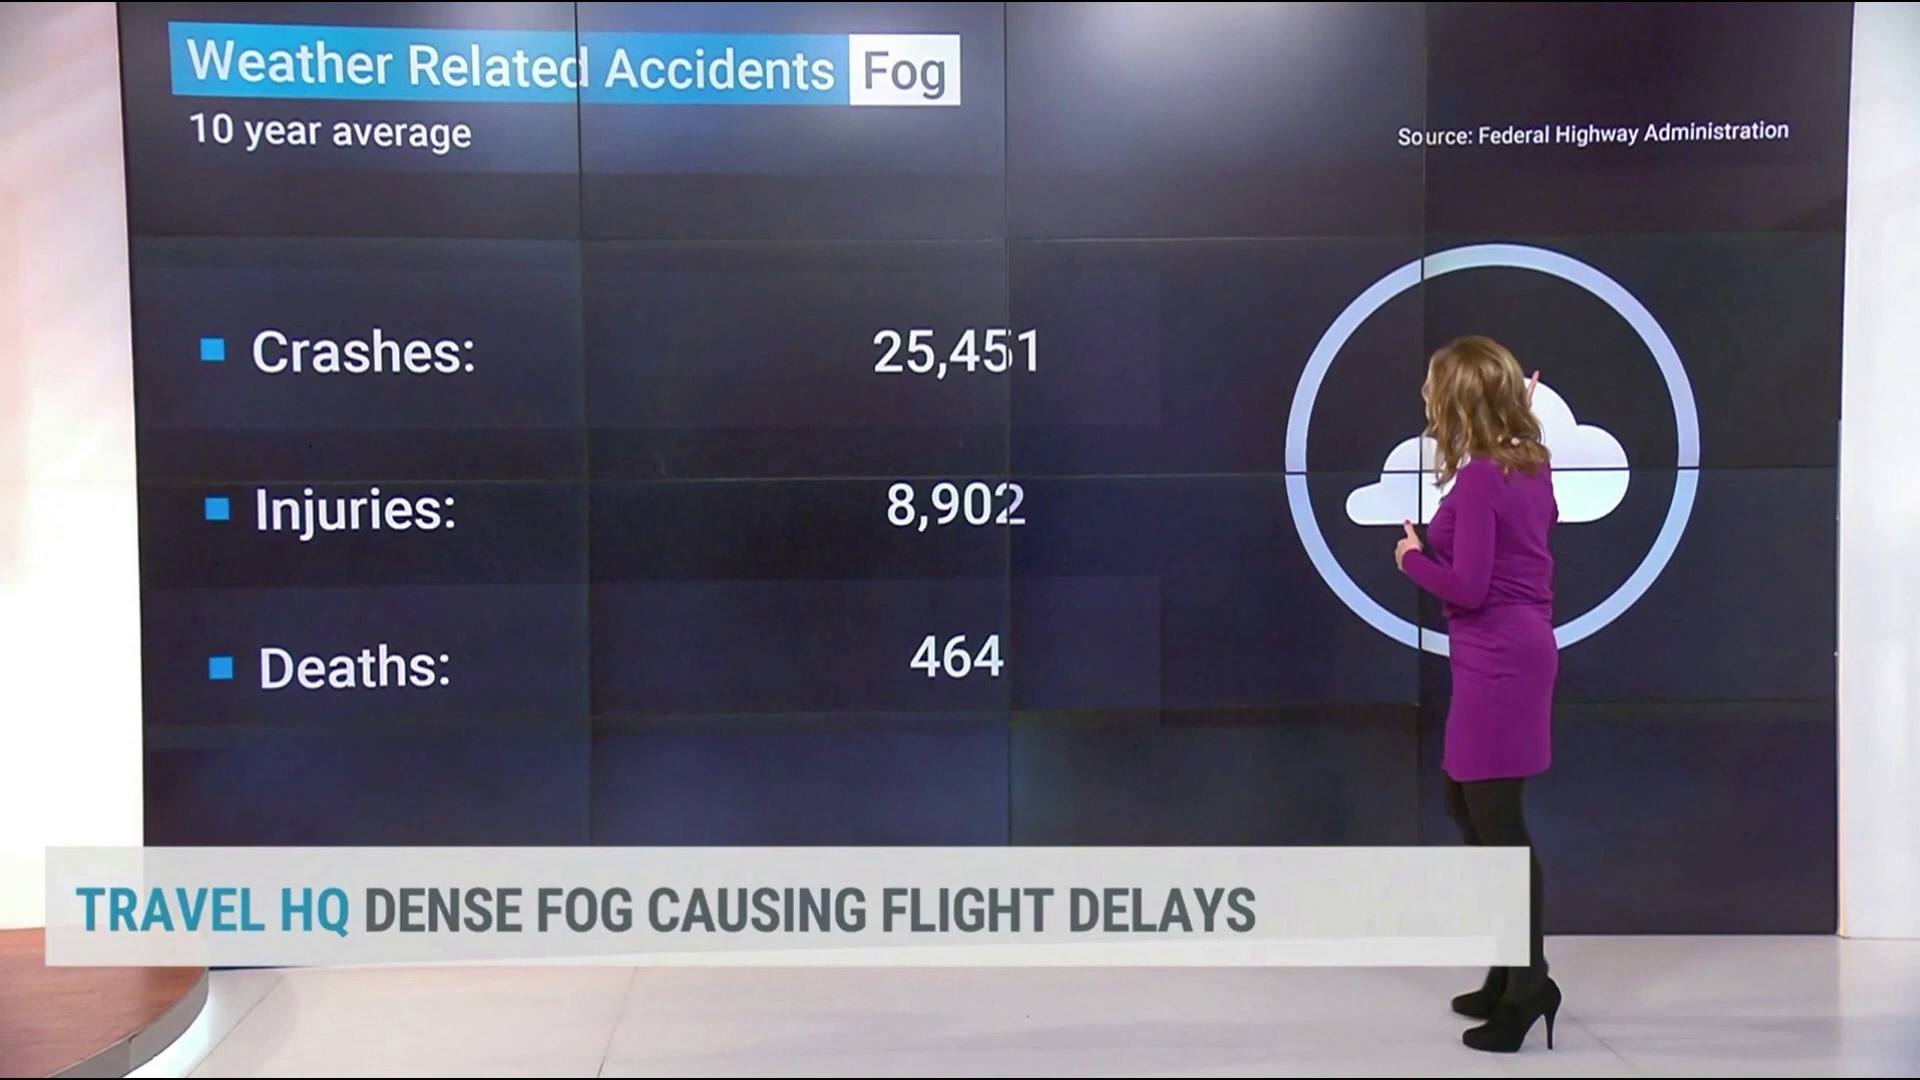 Weather Related Accidents Fog
10 year average
Source: Federal Highway Administration
Crashes: 25,451
Injuries: 8,902
Deaths: 464
TRAVEL HQ DENSE FOG CAUSING FLIGHT DELAYS